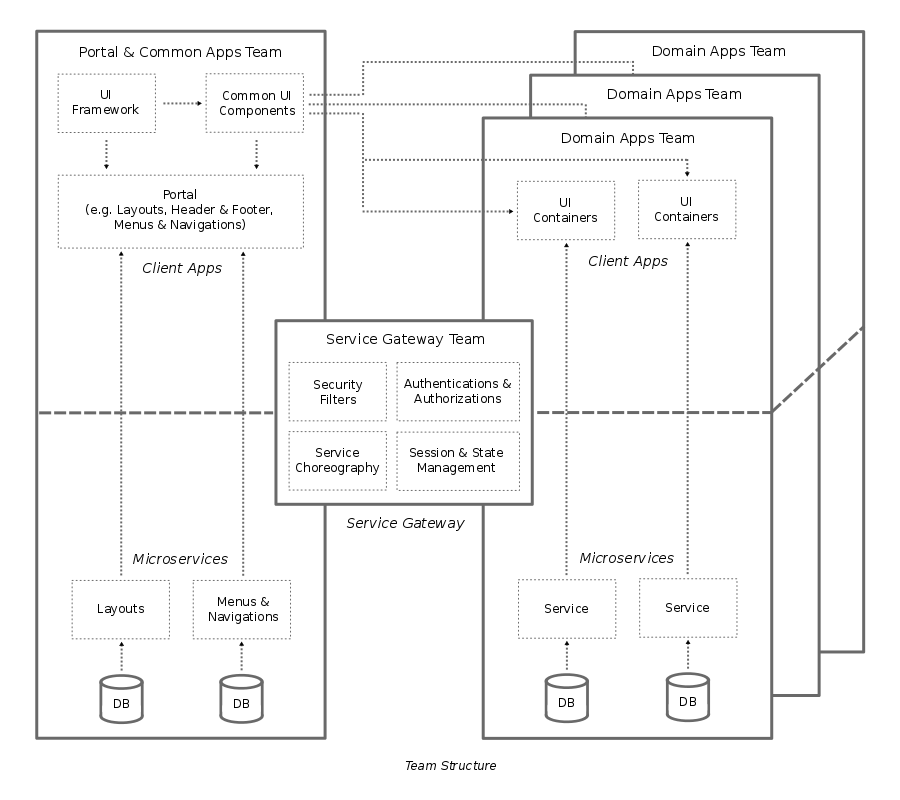 Portal & Common Apps Team
UI
Framework
Common UI
Components
Portal
(e.g. Layouts, Header & Footer,
Menus & Navigations)
Client Apps
Microservices
Layouts
Menus &
Navigations
DB
DB
Service Gateway Team
Security
Filters
Authentications &
Authorizations
Service
Choreography
Session & State
Management
Service Gateway
Domain Apps Team
Domain Apps Team
Domain Apps Team
UI
Containers
UI
Containers
Client Apps
Microservices
Service
Service
DB
DB
Team Structure